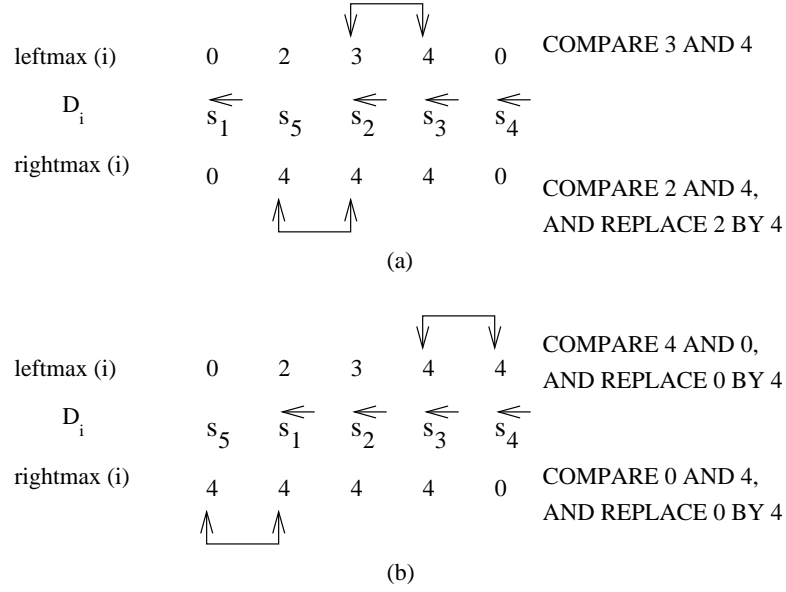 leftmax (i) 0 2 3 4 0 COMPARE 3 AND 4
D_i s_1 s_5 s_2 s_3 s_4
rightmax (i) 0 4 4 4 0 COMPARE 2 AND 4,
AND REPLACE 2 BY 4
(a)
COMPARE 4 AND 0,
leftmax (i) 0 2 3 4 4 AND REPLACE 0 BY 4
D_i s_5 s_1 s_2 s_3 s_4
rightmax (i) 4 4 4 4 0 COMPARE 0 AND 4,
AND REPLACE 0 BY 4
(b)